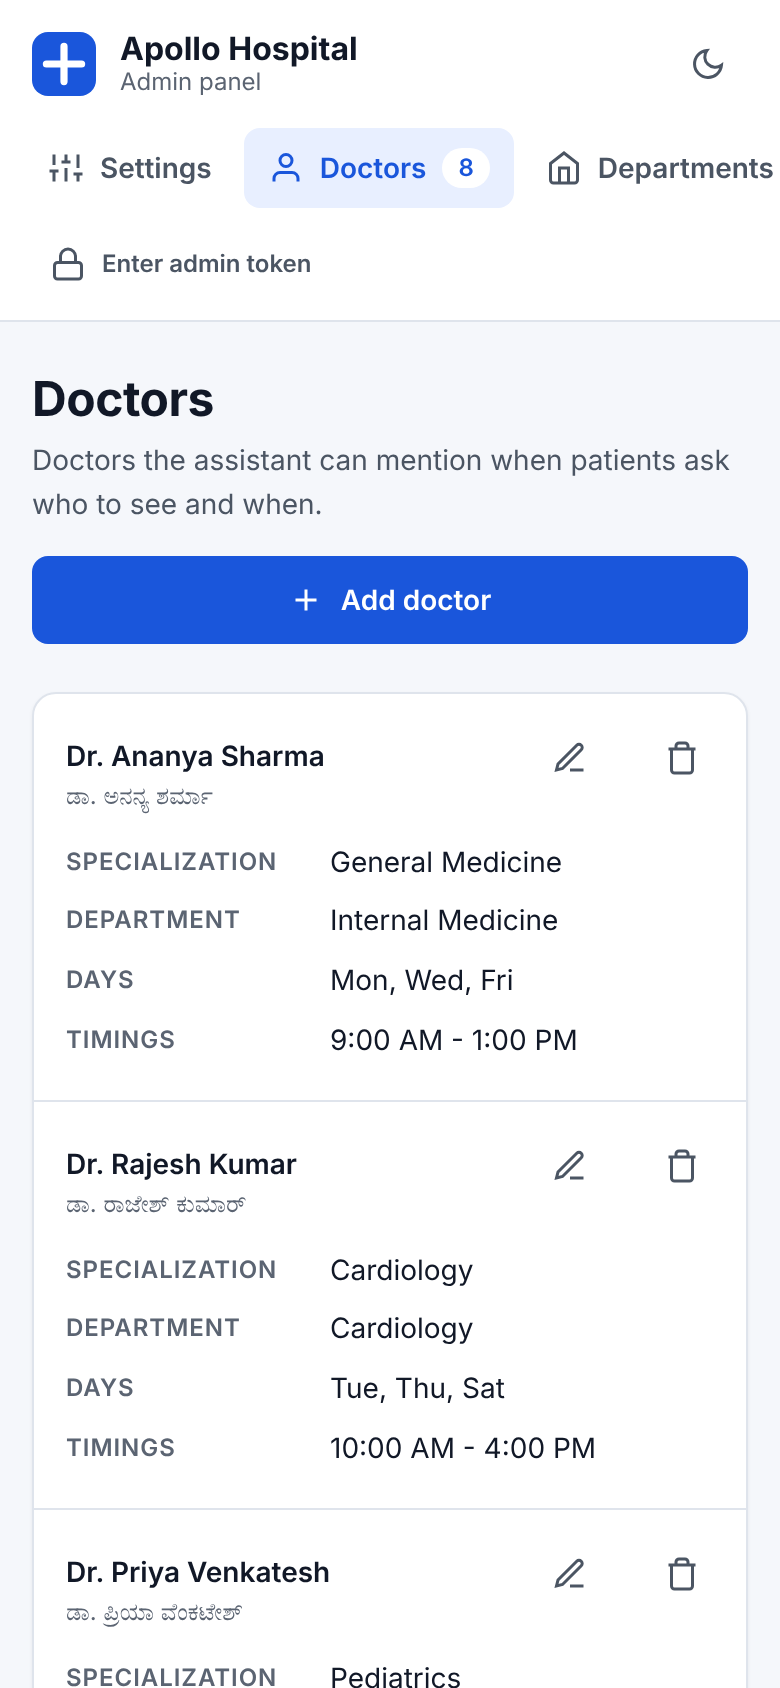 Apollo Hospital
Admin panel
Settings
Doctors 8
Departments
Enter admin token
Doctors
Doctors the assistant can mention when patients ask
who to see and when.
Add doctor
Dr. Ananya Sharma
ಡಾ. ಅನನ್ಯ ಶರ್ಮಾ
SPECIALIZATION General Medicine
DEPARTMENT Internal Medicine
DAYS Mon, Wed, Fri
TIMINGS 9:00 AM - 1:00 PM
Dr. Rajesh Kumar
ಡಾ. ರಾಜೇಶ್ ಕುಮಾರ್
SPECIALIZATION Cardiology
DEPARTMENT Cardiology
DAYS Tue, Thu, Sat
TIMINGS 10:00 AM - 4:00 PM
Dr. Priya Venkatesh
ಡಾ. ಪ್ರಿಯಾ ವೆಂಕಟೇಶ್
SPECIALIZATION Pediatrics